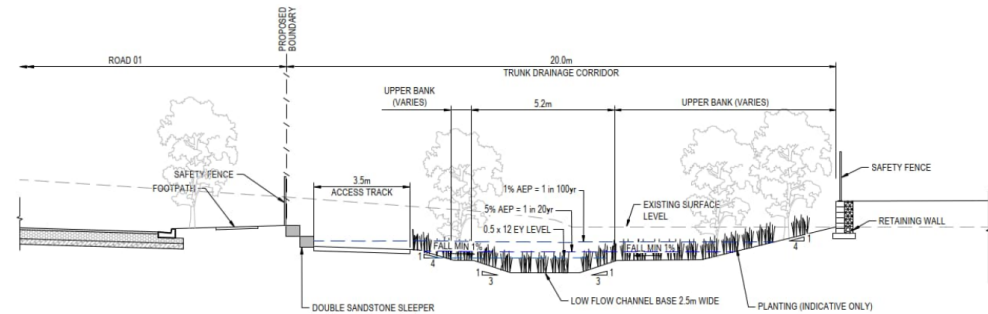 PROPOSED
BOUNDARY
ROAD 01
20.0m
TRUNK DRAINAGE CORRIDOR
UPPER BANK
(VARIES)
5.2m
UPPER BANK (VARIES)
SAFETY FENCE
FOOTPATH
3.5m
ACCESS TRACK
1% AEP = 1 in 100yr
5% AEP = 1 in 20yr
0.5 x 12 EY LEVEL
EXISTING SURFACE
LEVEL
SAFETY FENCE
RETAINING WALL
FALL MIN 1%
FALL MIN 1%
1
4
1
3
1
3
1
4
LOW FLOW CHANNEL BASE 2.5m WIDE
PLANTING (INDICATIVE ONLY)
DOUBLE SANDSTONE SLEEPER